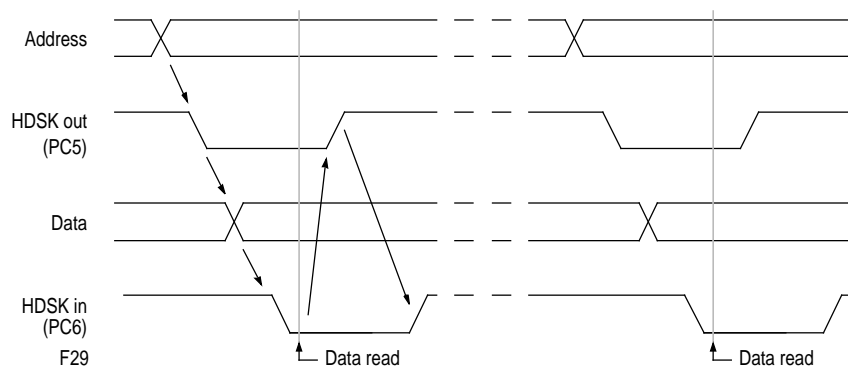 Address
HDSK out
(PC5)
Data
HDSK in
(PC6)
F29
Data read
Data read